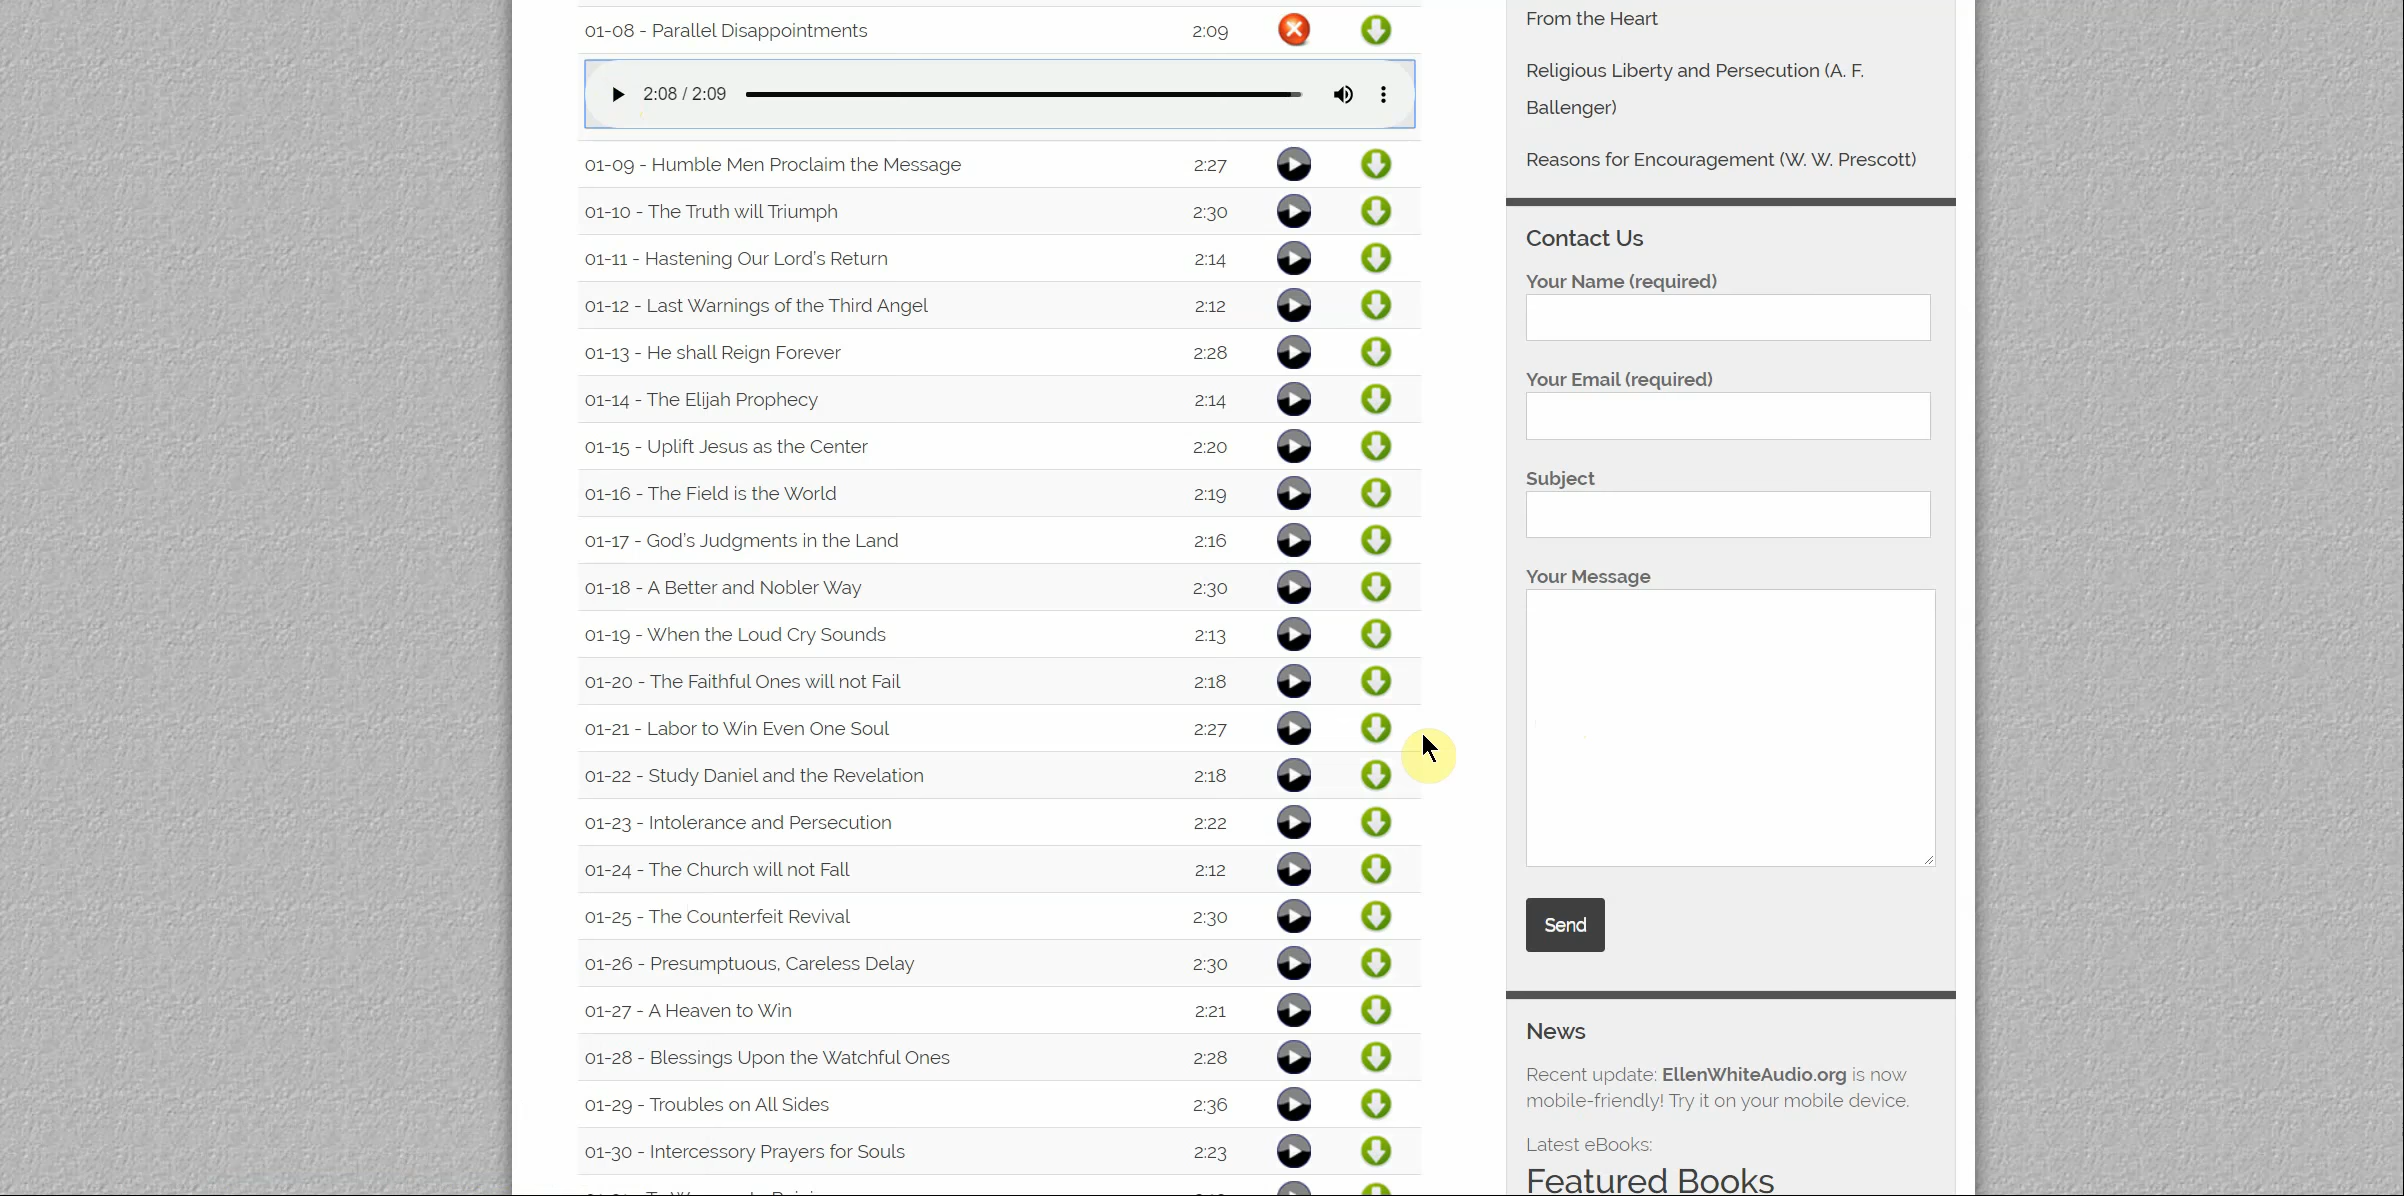 01-08 - Parallel Disappointments 2:09
2:08 / 2:09
01-09 - Humble Men Proclaim the Message 2:27
01-10 - The Truth will Triumph 2:30
01-11 - Hastening Our Lord's Return 2:14
01-12 - Last Warnings of the Third Angel 2:12
01-13 - He shall Reign Forever 2:28
01-14 - The Elijah Prophecy 2:14
01-15 - Uplift Jesus as the Center 2:20
01-16 - The Field is the World 2:19
01-17 - God's Judgments in the Land 2:16
01-18 - A Better and Nobler Way 2:30
01-19 - When the Loud Cry Sounds 2:13
01-20 - The Faithful Ones will not Fail 2:18
01-21 - Labor to Win Even One Soul 2:27
01-22 - Study Daniel and the Revelation 2:18
01-23 - Intolerance and Persecution 2:22
01-24 - The Church will not Fall 2:12
01-25 - The Counterfeit Revival 2:30
01-26 - Presumptuous, Careless Delay 2:30
01-27 - A Heaven to Win 2:21
01-28 - Blessings Upon the Watchful Ones 2:28
01-29 - Troubles on All Sides 2:36
01-30 - Intercessory Prayers for Souls 2:23
From the Heart
Religious Liberty and Persecution (A. F.
Ballenger)
Reasons for Encouragement (W. W. Prescott)
Contact Us
Your Name (required)
Your Email (required)
Subject
Your Message
Send
News
Recent update: EllenWhiteAudio.org is now
mobile-friendly! Try it on your mobile device.
Latest eBooks:
Featured Books